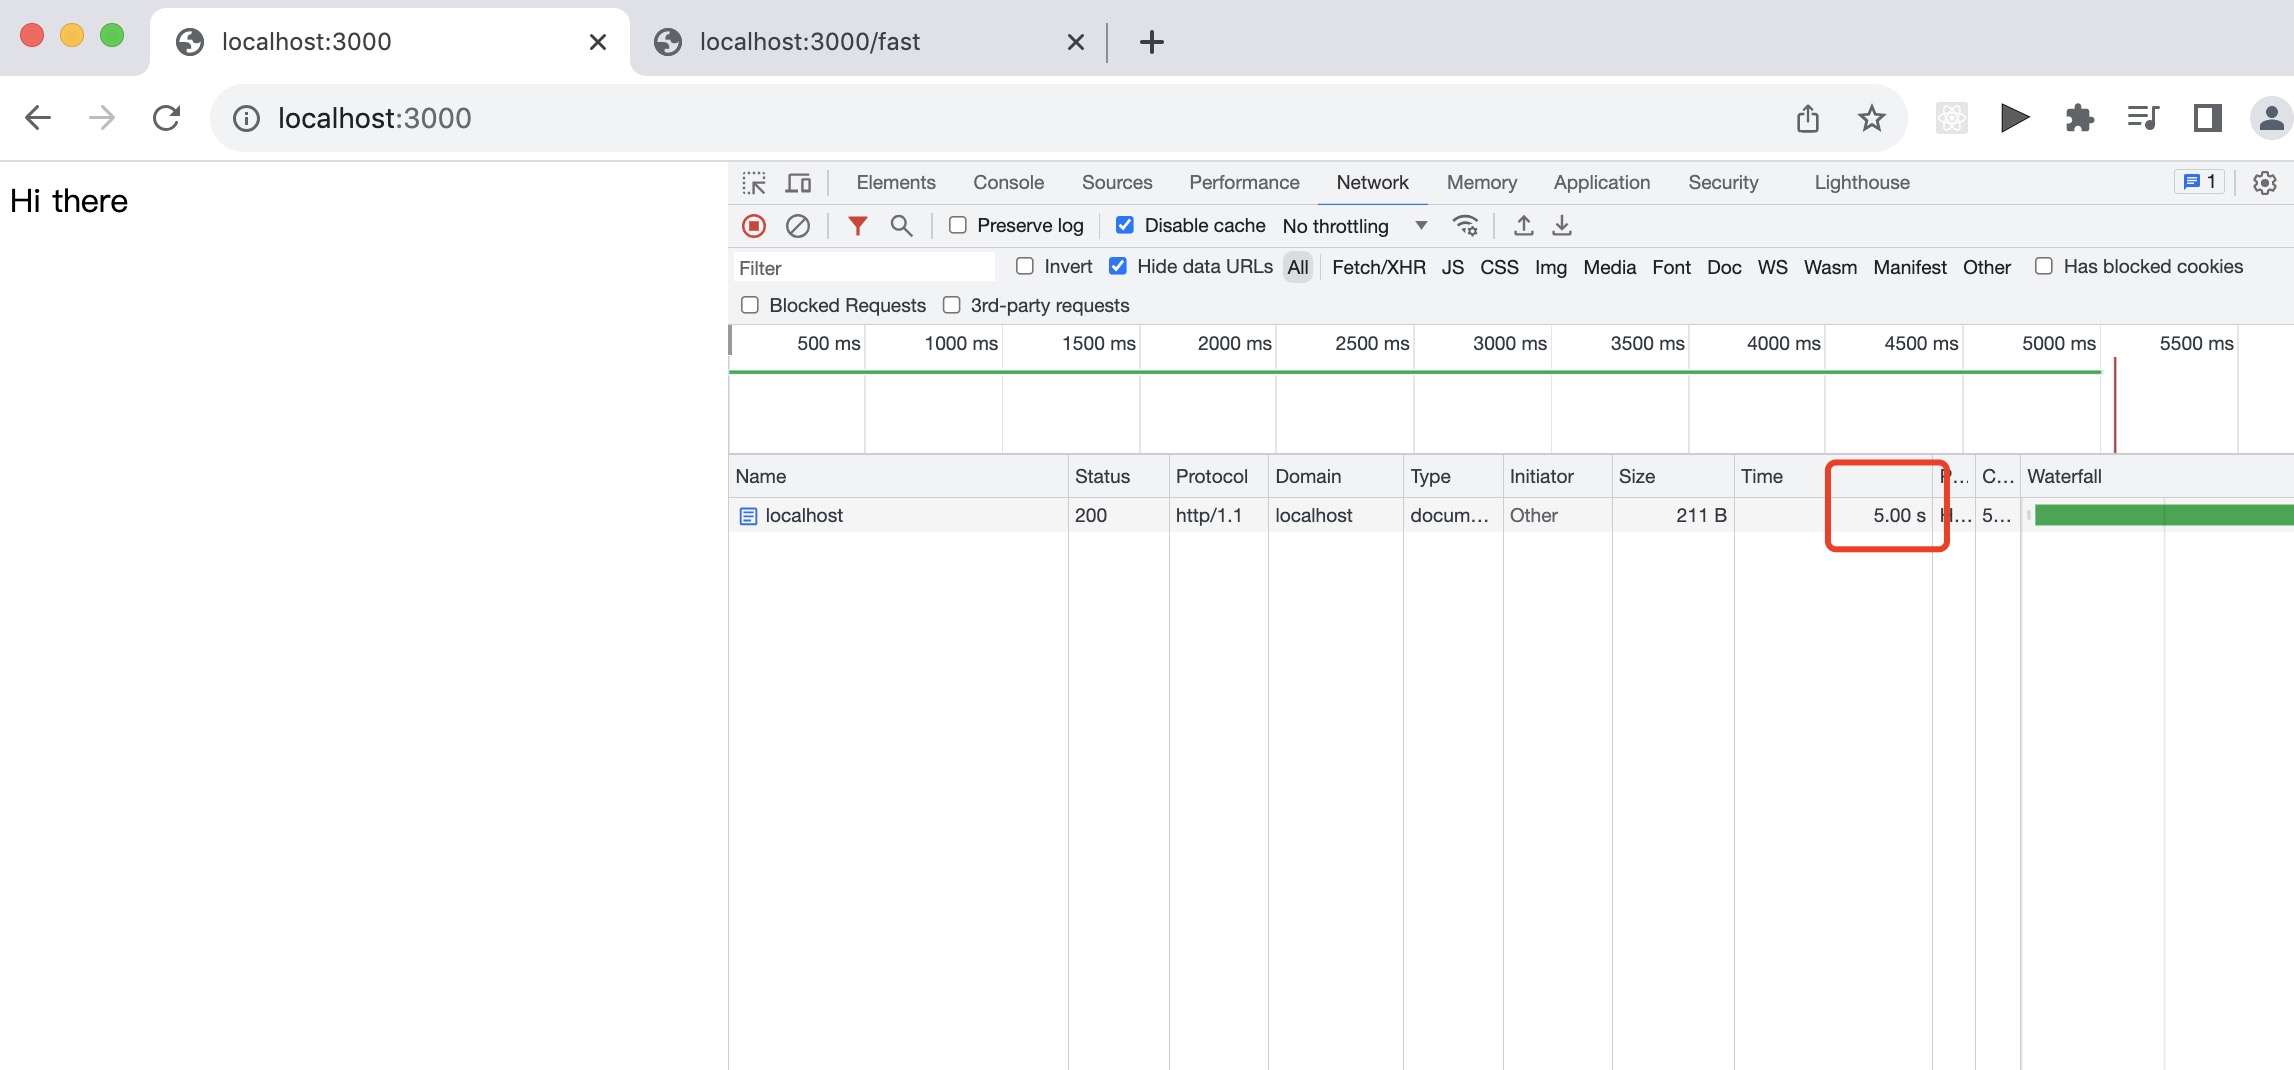 localhost:3000 localhost:3000/fast
localhost:3000
Hi there
Elements Console Sources Performance Network Memory Application Security Lighthouse 1
Preserve log Disable cache No throttling
Filter Invert Hide data URLs All Fetch/XHR JS CSS Img Media Font Doc WS Wasm Manifest Other Has blocked cookies
Blocked Requests 3rd-party requests
500 ms 1000 ms 1500 ms 2000 ms 2500 ms 3000 ms 3500 ms 4000 ms 4500 ms 5000 ms 5500 ms
Name Status Protocol Domain Type Initiator Size Time P... C... Waterfall
localhost 200 http/1.1 localhost docum... Other 211 B 5.00 s H... 5...